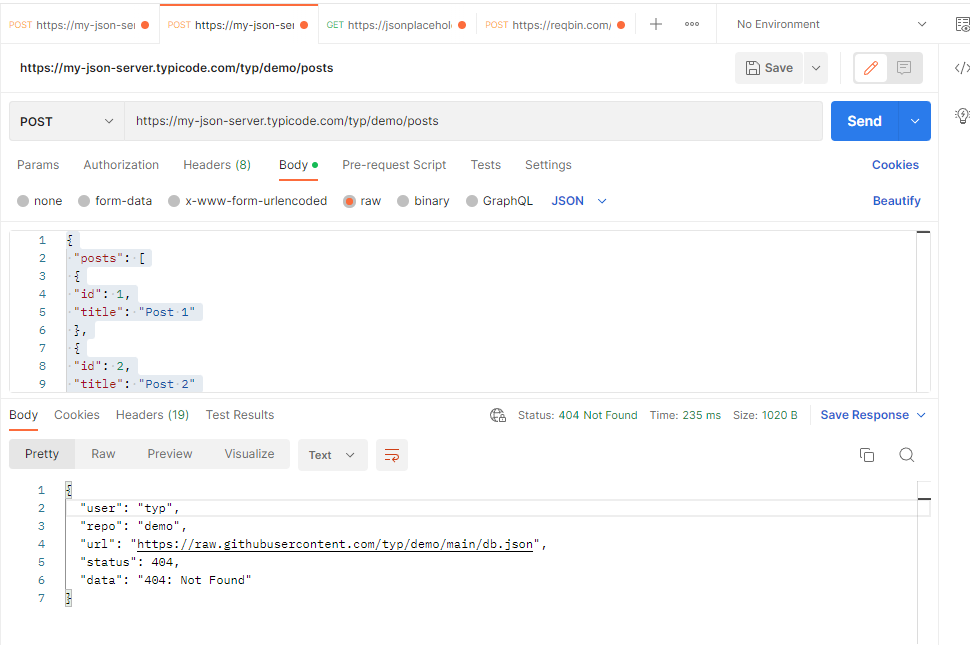 POST https://my-json-ser
POST https://my-json-ser
GET https://jsonplacehol
POST https://reqbin.com/
No Environment
https://my-json-server.typicode.com/typ/demo/posts
Save
POST
https://my-json-server.typicode.com/typ/demo/posts
Send
Params Authorization Headers (8) Body Pre-request Script Tests Settings Cookies
none form-data x-www-form-urlencoded raw binary GraphQL JSON Beautify
1 {
2 "posts": [
3 {
4 "id": 1,
5 "title": "Post 1"
6 },
7 {
8 "id": 2,
9 "title": "Post 2"
Body Cookies Headers (19) Test Results Status: 404 Not Found Time: 235 ms Size: 1020 B Save Response
Pretty Raw Preview Visualize Text
1 {
2 "user": "typ",
3 "repo": "demo",
4 "url": "https://raw.githubusercontent.com/typ/demo/main/db.json",
5 "status": 404,
6 "data": "404: Not Found"
7 }